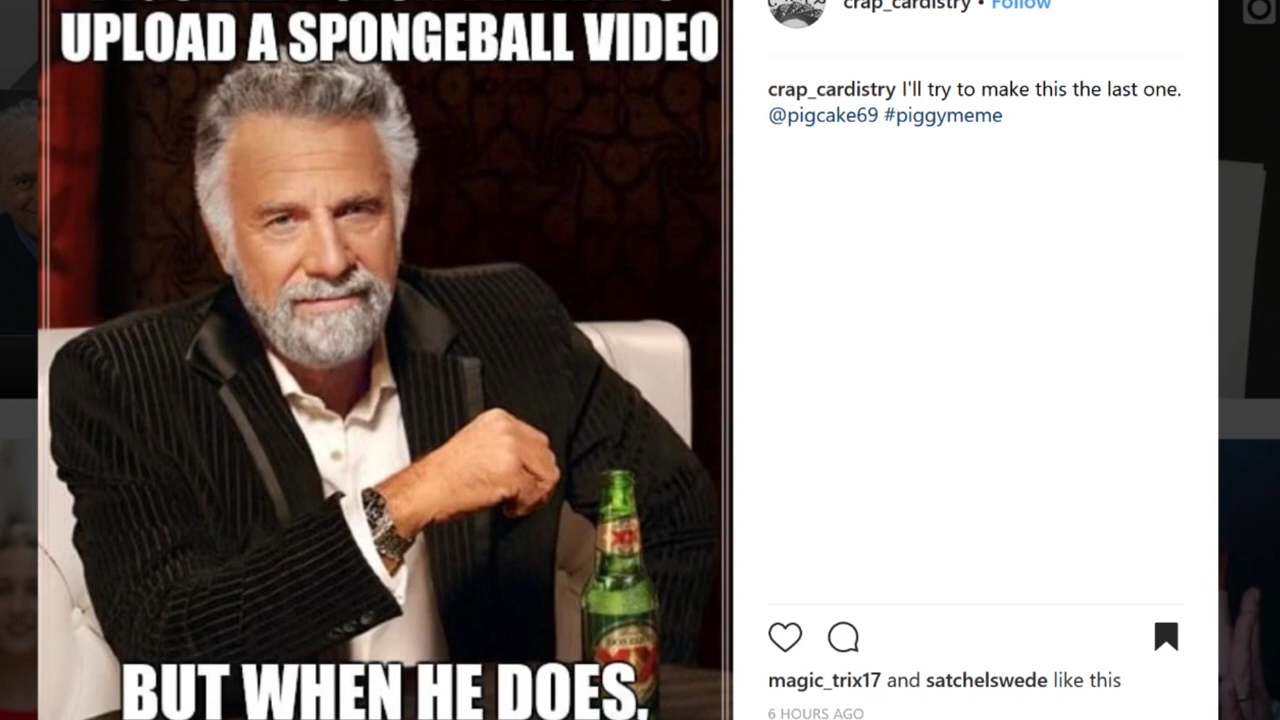 UPLOAD A SPONGEBALL VIDEO
BUT WHEN HE DOES,
XX
crap_cardistry • Follow
crap_cardistry I'll try to make this the last one.
@pigcake69 #piggymeme
magic_trix17 and satchelswede like this
6 HOURS AGO